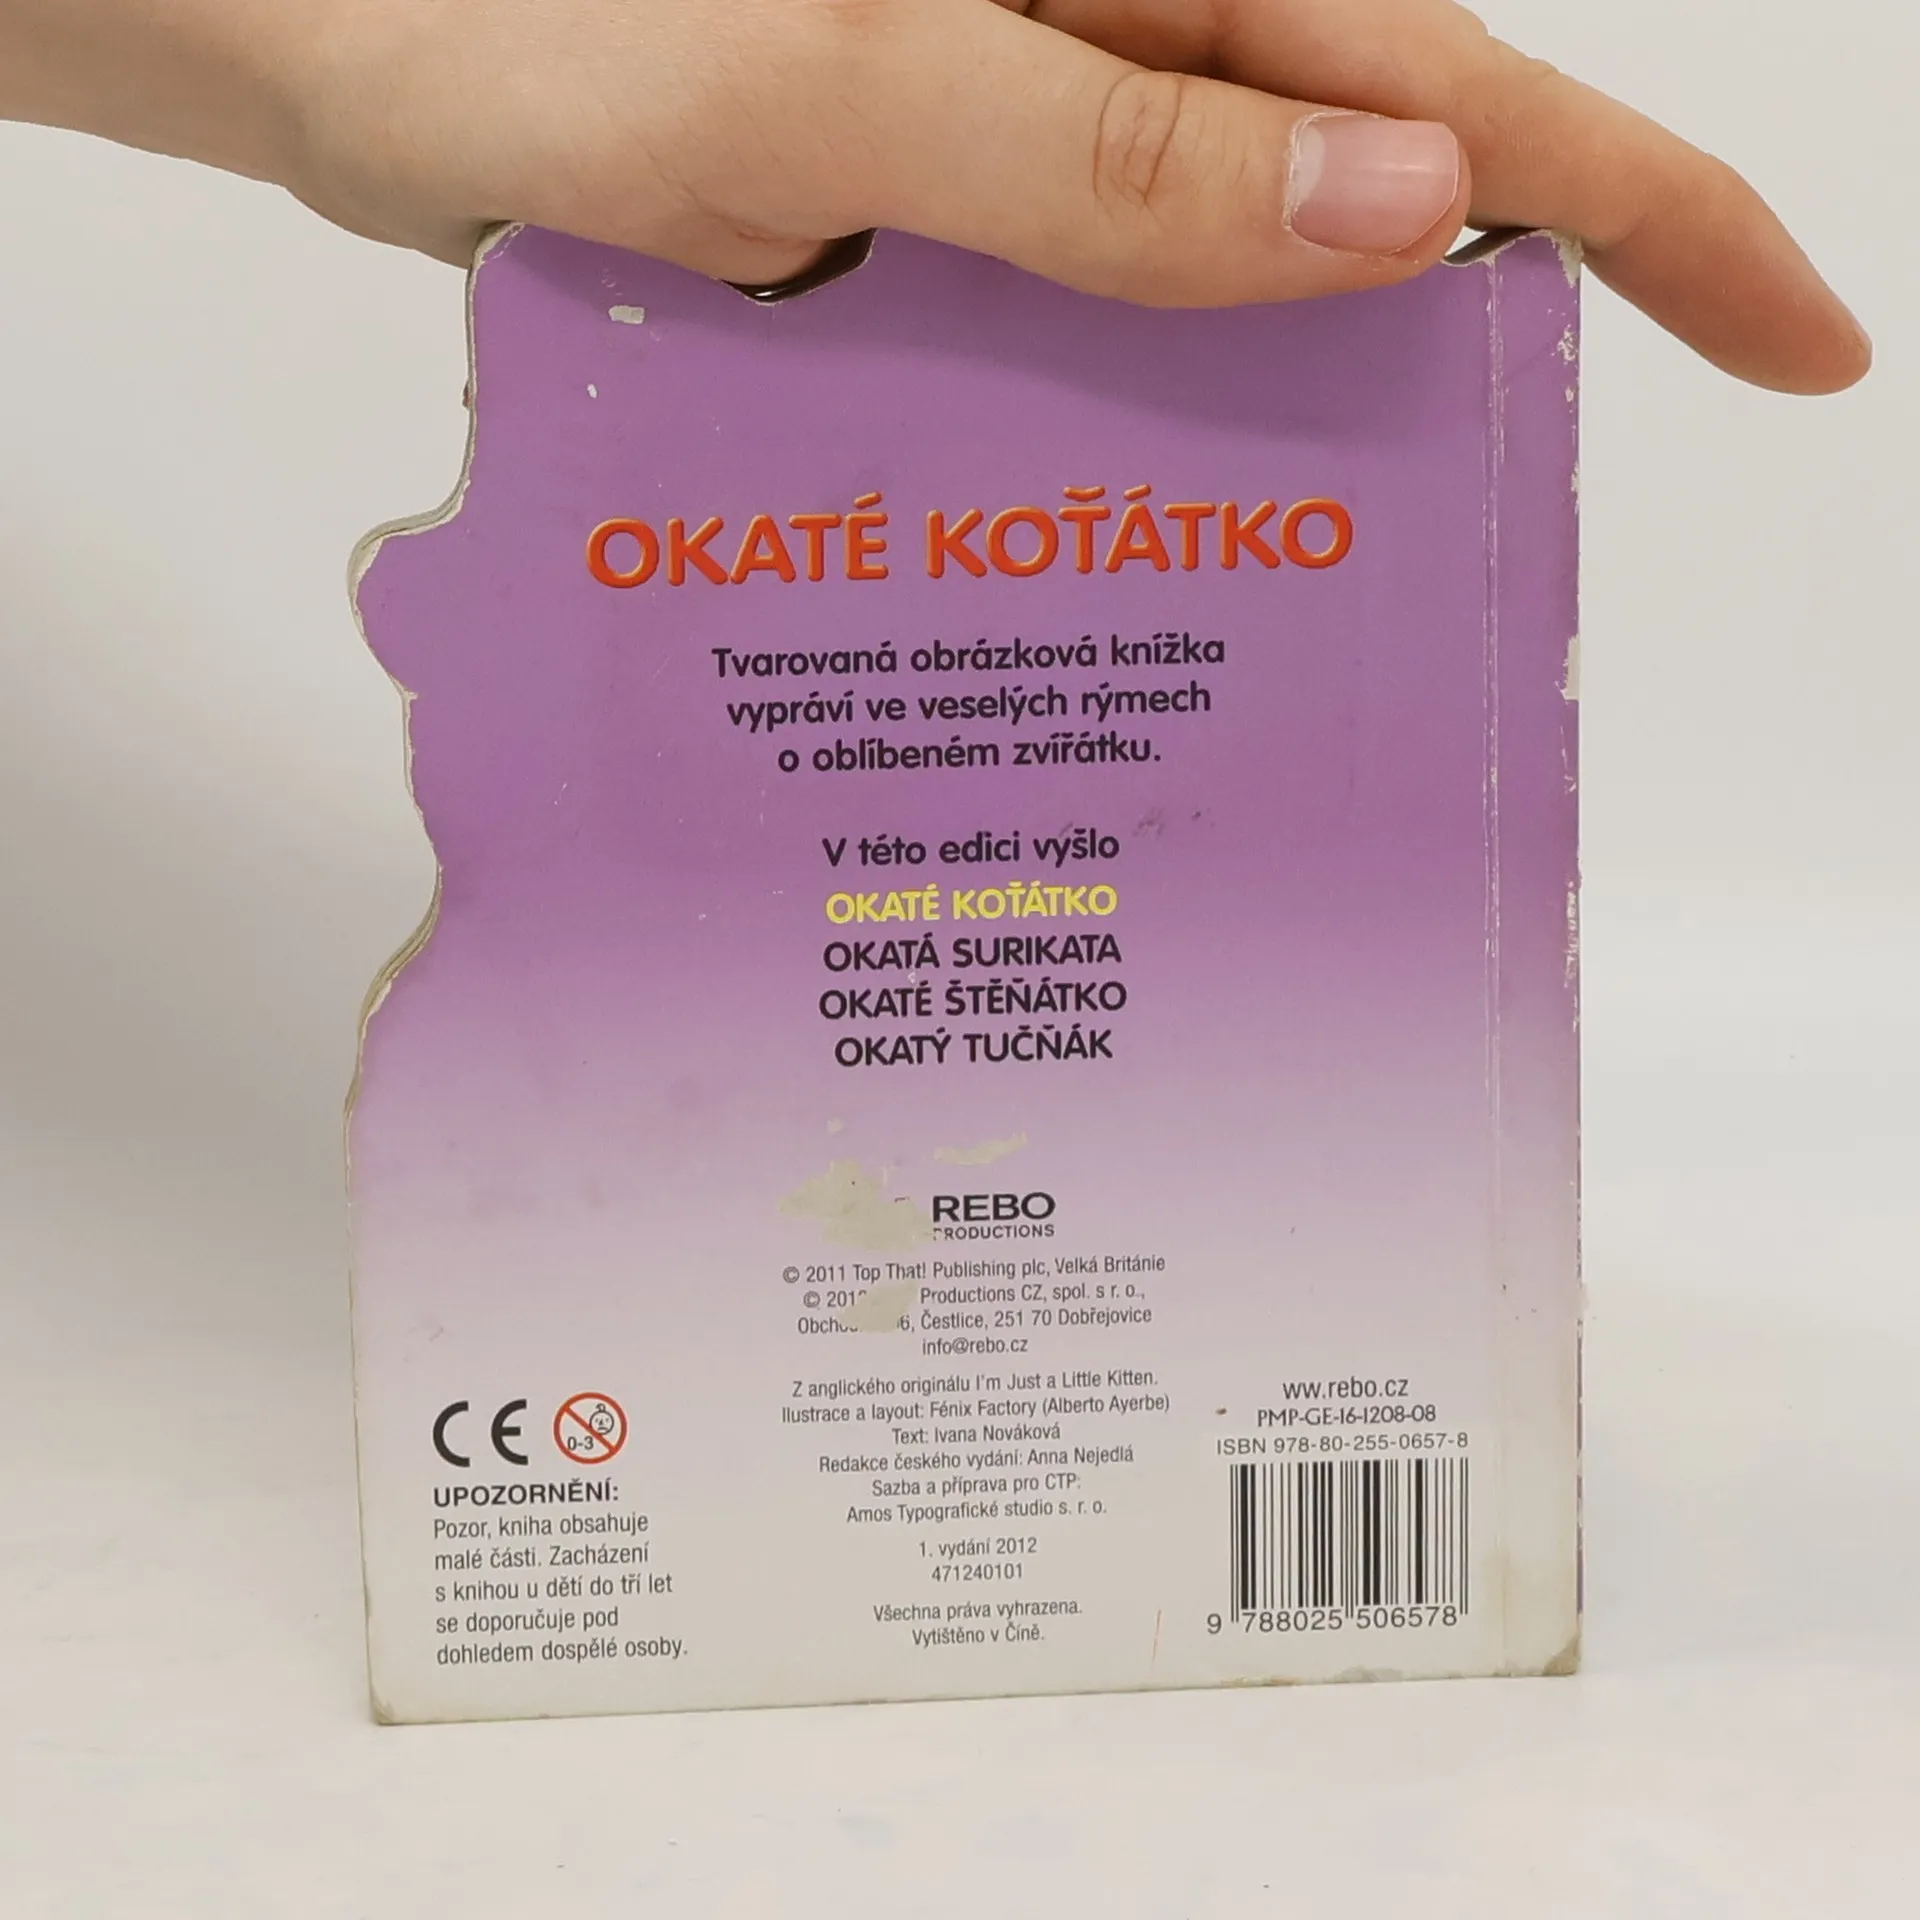 OKATÉ KOŤÁTKO
Tvarovaná obrázková knížka
vypráví ve veselých rýmech
o oblíbeném zvířátku.
V této edici vyšlo
OKATÉ KOŤÁTKO
OKATÁ SURIKATA
OKATÉ ŠTĚŇÁTKO
OKATÝ TUČŇÁK
REBO
PRODUCTIONS
© 2011 Top That! Publishing plc, Velká Británie
© Productions CZ, spol. s r. o.,
Čestlice, 251 70 Dobřejovice
info@rebo.cz
Z anglického originálu I'm Just a Little Kitten.
Ilustrace a layout: Fénix Factory (Alberto Ayerbe)
Text: Ivana Nováková
Redakce českého vydání: Anna Nejedlá
Sazba a příprava pro CTP:
Amos Typografické studio s. r. o.
1. vydání 2012
471240101
Všechna práva vyhrazena.
Vytištěno v Číně.
CE
0-3
UPOZORNĚNÍ:
Pozor, kniha obsahuje
malé části. Zacházení
s knihou u dětí do tří let
se doporučuje pod
dohledem dospělé osoby.
ww.rebo.cz
PMP-GE-16-1208-08
ISBN 978-80-255-0657-8
9 788025 506578